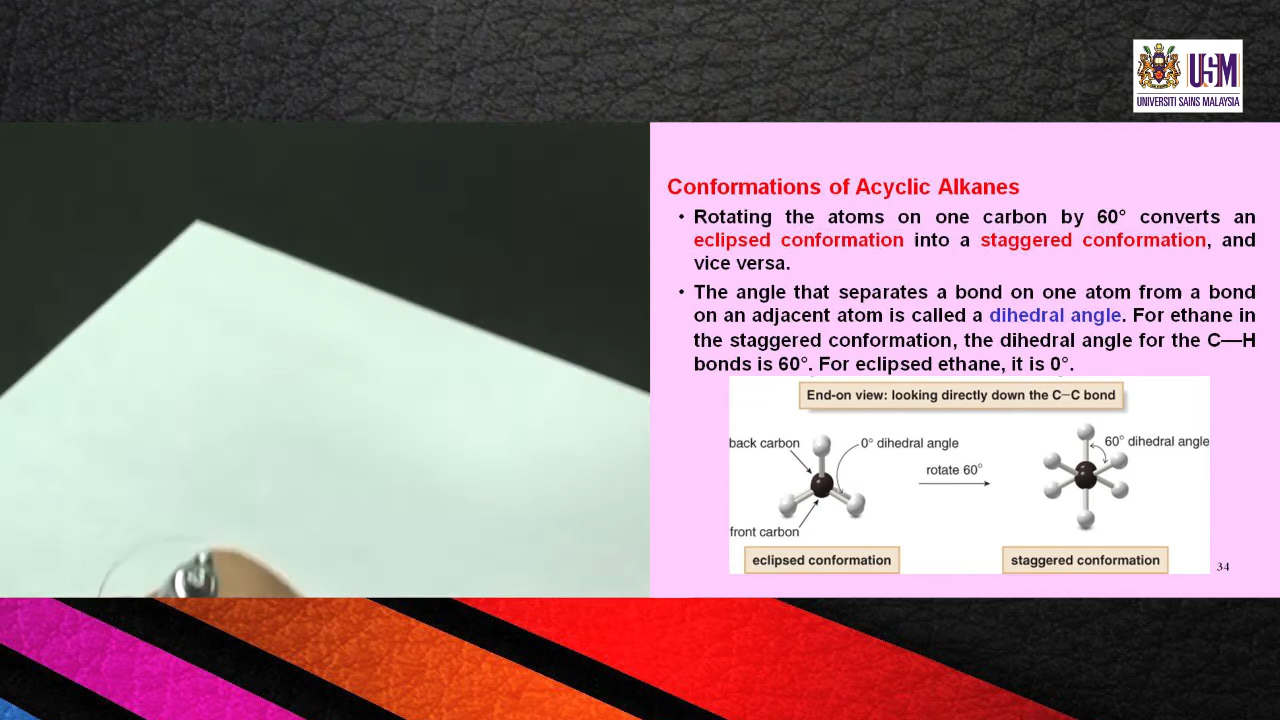 USM
UNIVERSITI SAINS MALAYSIA
Conformations of Acyclic Alkanes
• Rotating the atoms on one carbon by 60° converts an
eclipsed conformation into a staggered conformation, and
vice versa.
• The angle that separates a bond on one atom from a bond
on an adjacent atom is called a dihedral angle. For ethane in
the staggered conformation, the dihedral angle for the C—H
bonds is 60°. For eclipsed ethane, it is 0°.
End-on view: looking directly down the C−C bond
back carbon
0° dihedral angle
60° dihedral angle
rotate 60°
front carbon
eclipsed conformation
staggered conformation
34